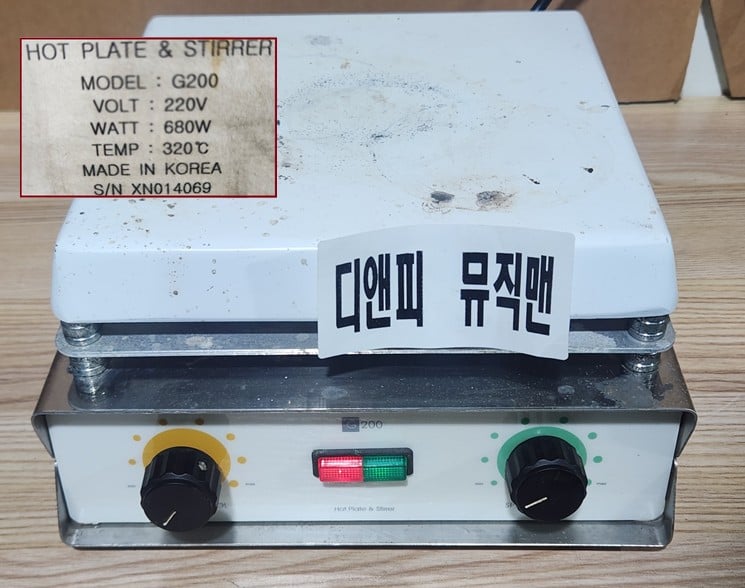 HOT PLATE & STIRRER
MODEL : G200
VOLT : 220V
WATT : 680W
TEMP : 320℃
MADE IN KOREA
S/N XN014069
디앤피 뮤직맨
G200
Hot Plate & Stirrer